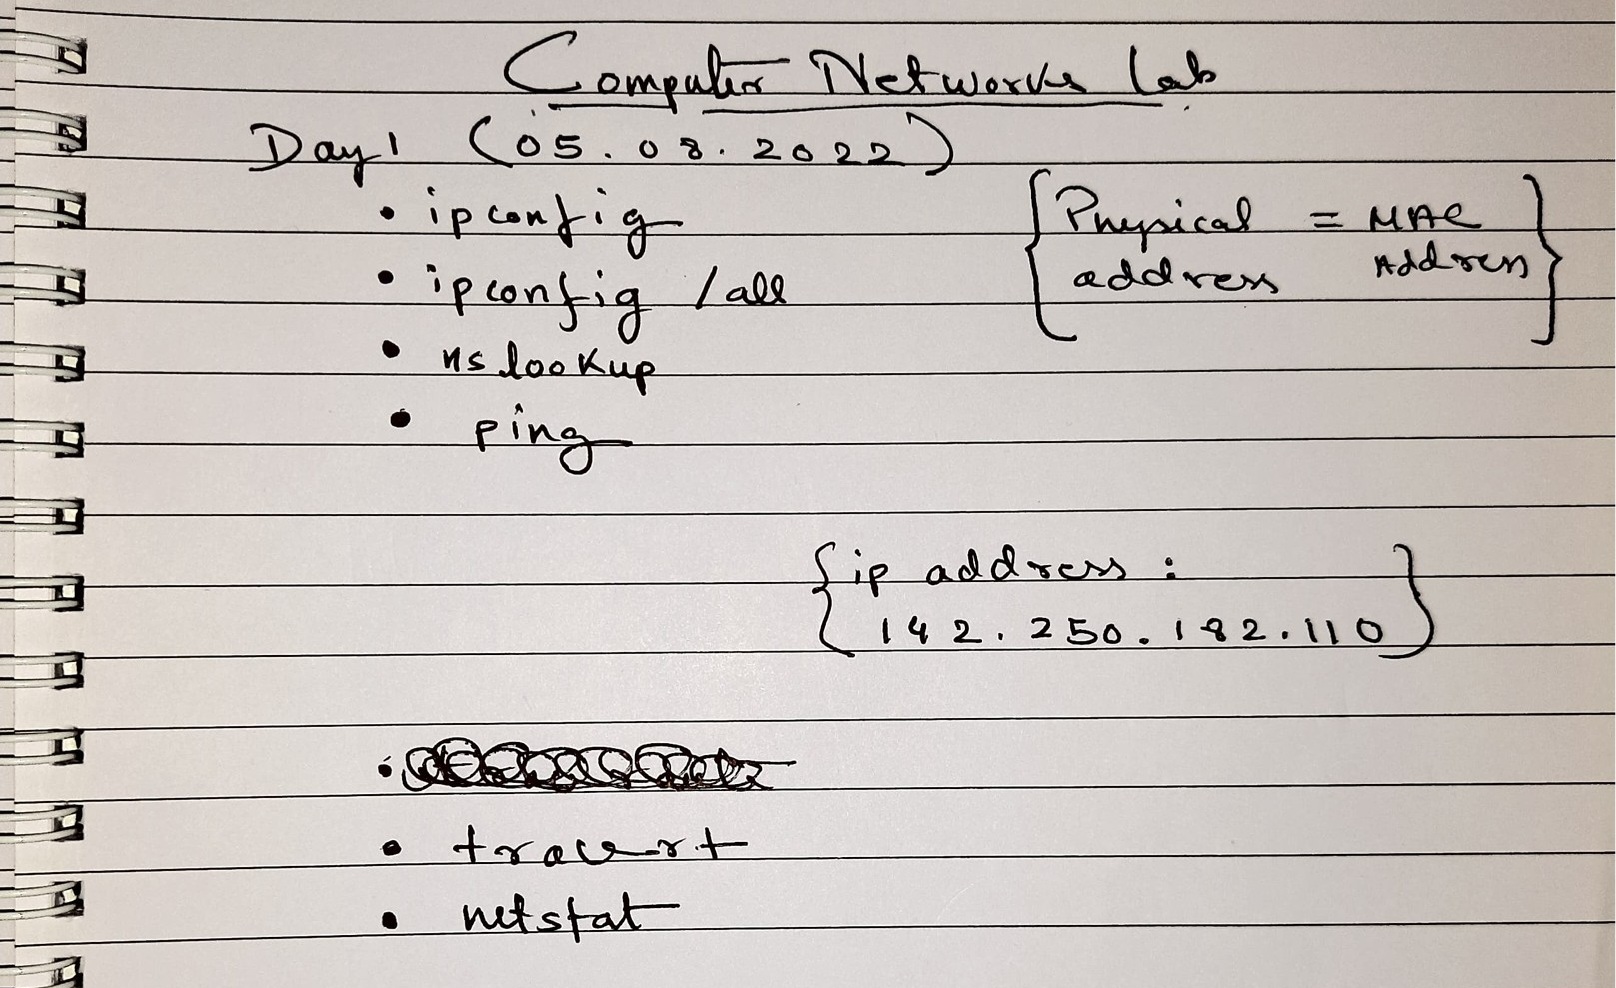 Computer Networks Lab
Day 1 (05.08.2022)
• ipconfig
{ Physical = MAC
address Address }
• ipconfig /all
• nslookup
• ping
{ ip address :
142.250.182.110 }
•
• tracert
• netstat